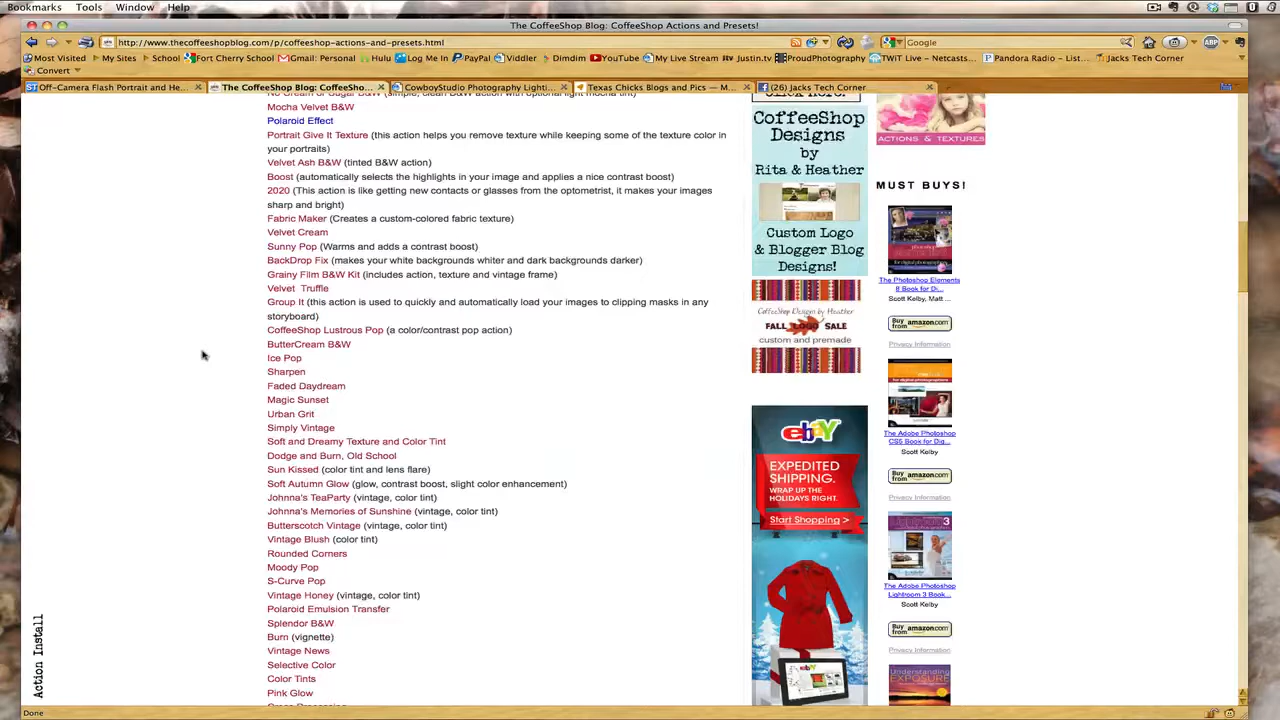 Bookmarks Tools Window Help
The CoffeeShop Blog: CoffeeShop Actions and Presets!
http://www.thecoffeeshopblog.com/p/coffeeshop-actions-and-presets.html
Google
ABP
Most Visited My Sites School Fort Cherry School Gmail: Personal Hulu Log Me In PayPal Viddler Dimdim YouTube My Live Stream Justin.tv ProudPhotography TWiT Live - Netcasts... Pandora Radio - List... Jacks Tech Corner
Convert
Off-Camera Flash Portrait and He...
The CoffeeShop Blog: CoffeeSho...
CowboyStudio Photography Lighti...
Texas Chicks Blogs and Pics — M...
(26) Jacks Tech Corner
Mocha Velvet B&W
Polaroid Effect
Portrait Give It Texture (this action helps you remove texture while keeping some of the texture color in
your portraits)
Velvet Ash B&W (tinted B&W action)
Boost (automatically selects the highlights in your image and applies a nice contrast boost)
2020 (This action is like getting new contacts or glasses from the optometrist, it makes your images
sharp and bright)
Fabric Maker (Creates a custom-colored fabric texture)
Velvet Cream
Sunny Pop (Warms and adds a contrast boost)
BackDrop Fix (makes your white backgrounds whiter and dark backgrounds darker)
Grainy Film B&W Kit (includes action, texture and vintage frame)
Velvet Truffle
Group It (this action is used to quickly and automatically load your images to clipping masks in any
storyboard)
CoffeeShop Lustrous Pop (a color/contrast pop action)
ButterCream B&W
Ice Pop
Sharpen
Faded Daydream
Magic Sunset
Urban Grit
Simply Vintage
Soft and Dreamy Texture and Color Tint
Dodge and Burn, Old School
Sun Kissed (color tint and lens flare)
Soft Autumn Glow (glow, contrast boost, slight color enhancement)
Johnna's TeaParty (vintage, color tint)
Johnna's Memories of Sunshine (vintage, color tint)
Butterscotch Vintage (vintage, color tint)
Vintage Blush (color tint)
Rounded Corners
Moody Pop
S-Curve Pop
Vintage Honey (vintage, color tint)
Polaroid Emulsion Transfer
Splendor B&W
Burn (vignette)
Vintage News
Selective Color
Color Tints
Pink Glow
Action Install
CoffeeShop
Designs
by
Rita & Heather
Custom Logo
& Blogger Blog
Designs!
CoffeeShop Designs by Heather
FALL LOGO SALE
custom and premade
ebay
EXPEDITED
SHIPPING.
WRAP UP THE
HOLIDAYS RIGHT.
Start Shopping >
ACTIONS & TEXTURES
MUST BUYS!
The Photoshop Elements
8 Book for Di...
Scott Kelby, Matt ...
Buy from amazon.com
Privacy Information
The Adobe Photoshop
CS5 Book for Dig...
Scott Kelby
Buy from amazon.com
Privacy Information
The Adobe Photoshop
Lightroom 3 Book...
Scott Kelby
Buy from amazon.com
Privacy Information
Understanding
EXPOSURE
Done